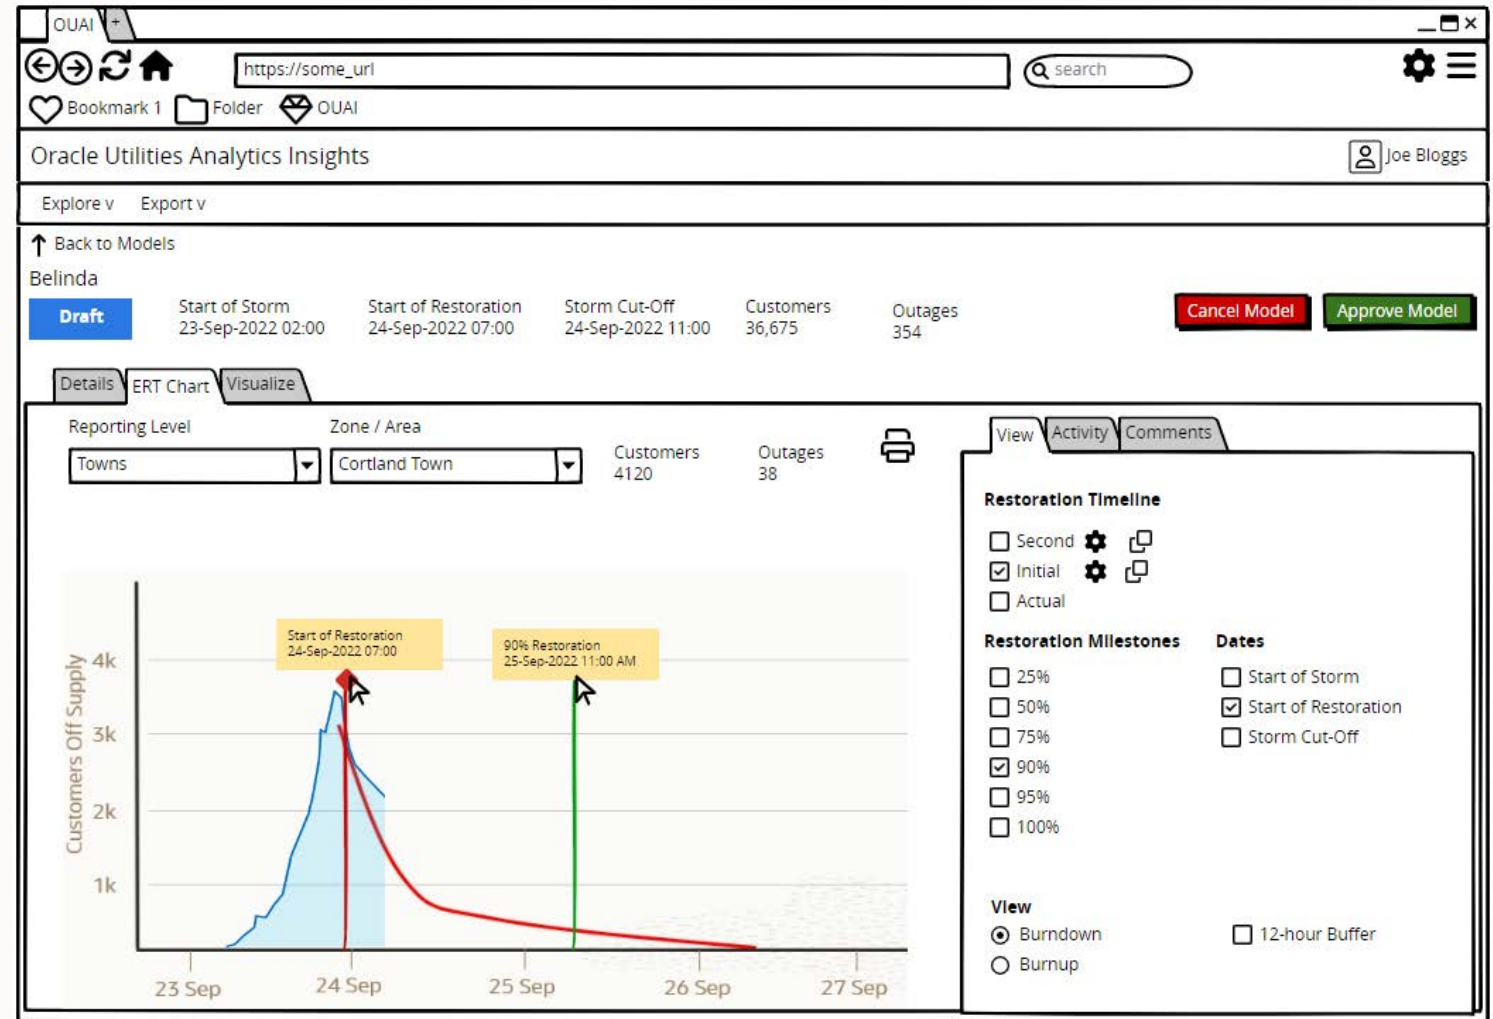 OUAI +
https://some_url
search
Bookmark 1 Folder OUAI
Oracle Utilities Analytics Insights
Joe Bloggs
Explore v Export v
Back to Models
Belinda
Draft
Start of Storm
23-Sep-2022 02:00
Start of Restoration
24-Sep-2022 07:00
Storm Cut-Off
24-Sep-2022 11:00
Customers
36,675
Outages
354
Cancel Model
Approve Model
Details ERT Chart Visualize
Reporting Level
Towns
Zone / Area
Cortland Town
Customers
4120
Outages
38
Customers Off Supply
4k
3k
2k
1k
Start of Restoration
24-Sep-2022 07:00
90% Restoration
25-Sep-2022 11:00 AM
23 Sep 24 Sep 25 Sep 26 Sep 27 Sep
View Activity Comments
Restoration Timeline
Second
Initial
Actual
Restoration Milestones
25%
50%
75%
90%
95%
100%
Dates
Start of Storm
Start of Restoration
Storm Cut-Off
View
Burndown
Burnup
12-hour Buffer